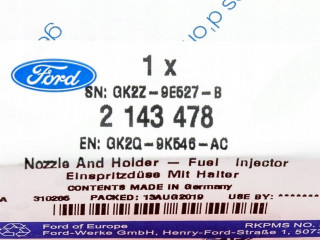 Ford
1 x
SN: GK2Z-9E527-B
2 143 478
EN: GK2Q-9K546-AC
Nozzle And Holder - Fuel Injector
Einspritzdüse Mit Halter
CONTENTS MADE IN Germany
A 310265 PACKED: 13AUG2019 USE BY:
Ford of Europe RKPMS NO.
Ford-Werke GmbH, Henry-Ford-Straße 1, 5073